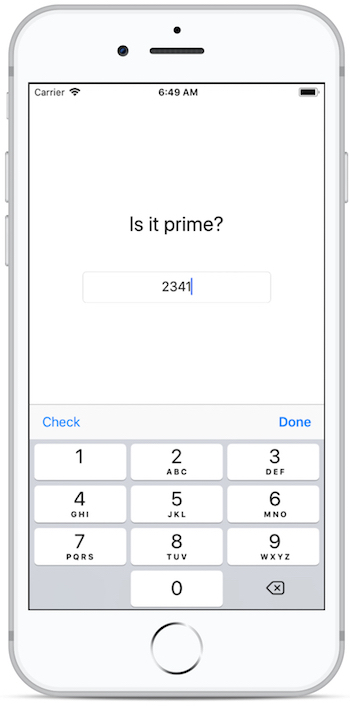 Carrier 6:49 AM
Is it prime?
2341
Check Done
1 2 3
ABC DEF
4 5 6
GHI JKL MNO
7 8 9
PQRS TUV WXYZ
0